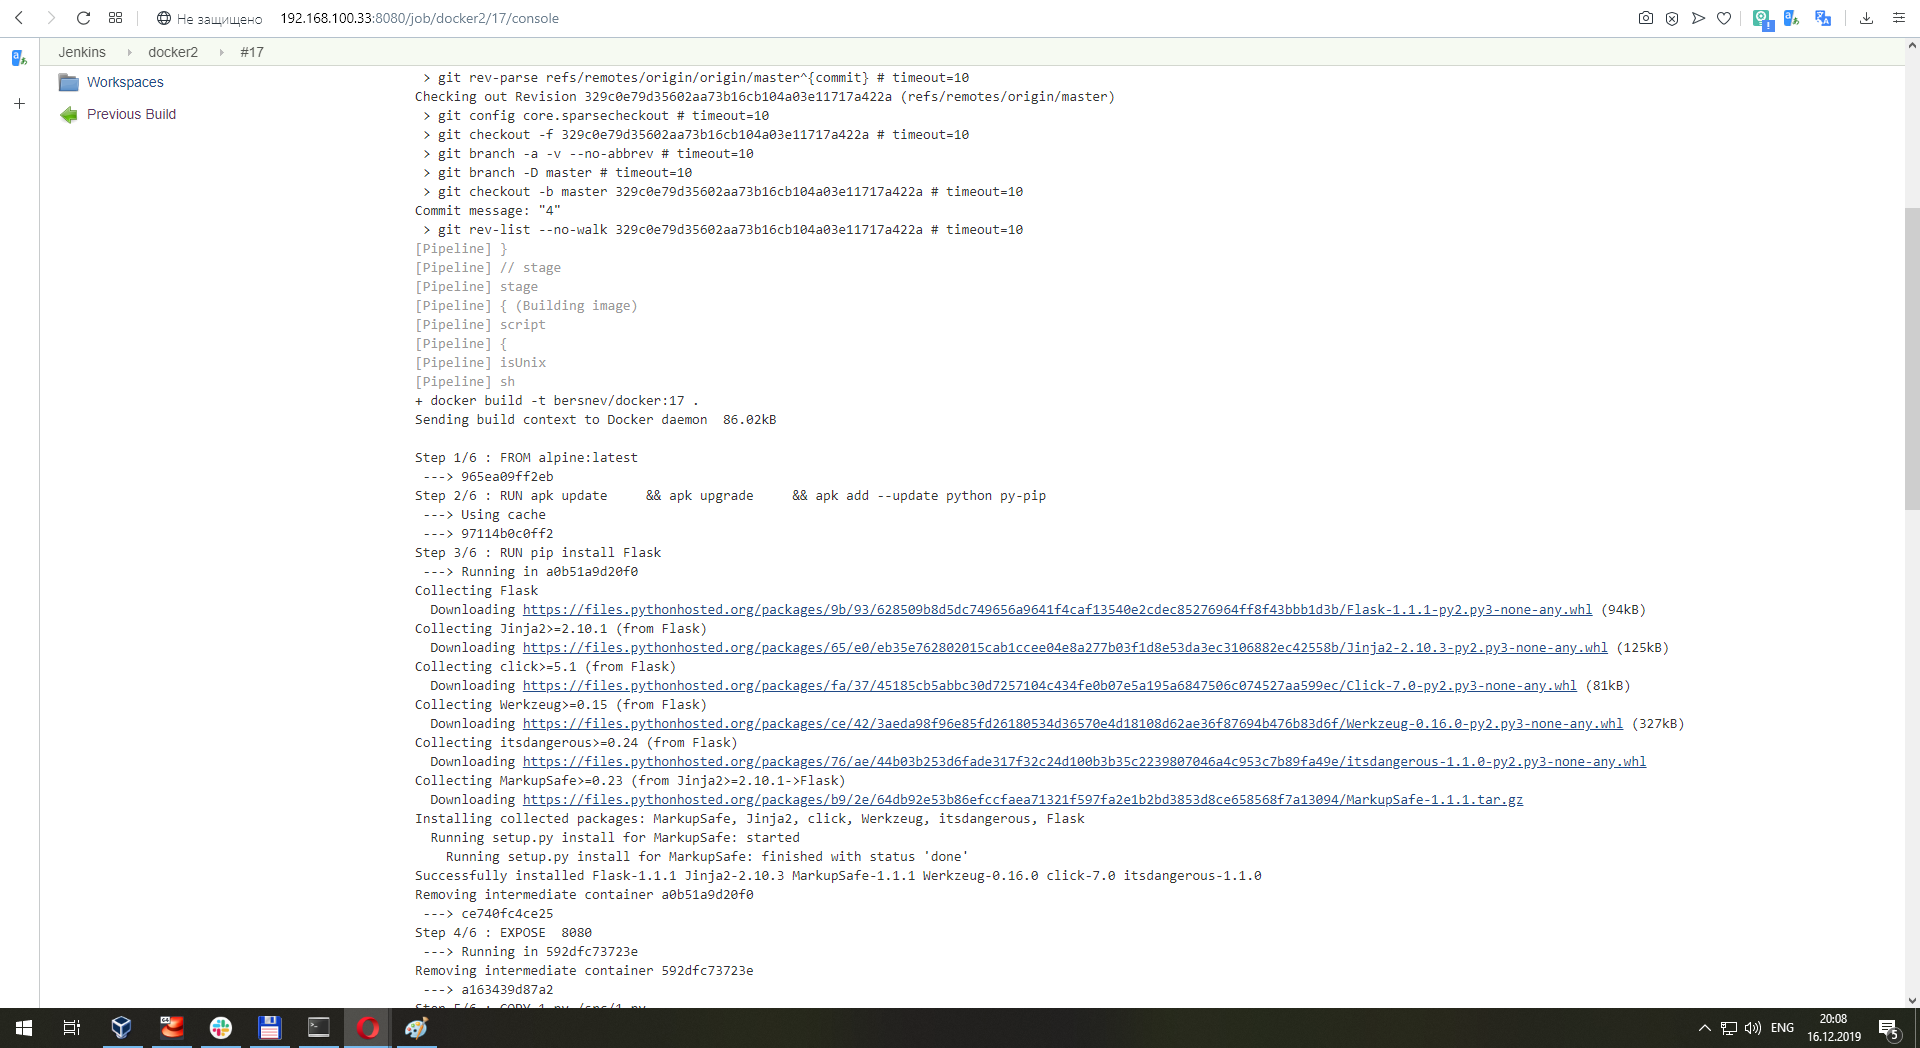 Не защищено 192.168.100.33:8080/job/docker2/17/console
Jenkins docker2 #17
Workspaces
Previous Build
> git rev-parse refs/remotes/origin/origin/master^{commit} # timeout=10
Checking out Revision 329c0e79d35602aa73b16cb104a03e11717a422a (refs/remotes/origin/master)
> git config core.sparsecheckout # timeout=10
> git checkout -f 329c0e79d35602aa73b16cb104a03e11717a422a # timeout=10
> git branch -a -v --no-abbrev # timeout=10
> git branch -D master # timeout=10
> git checkout -b master 329c0e79d35602aa73b16cb104a03e11717a422a # timeout=10
Commit message: "4"
> git rev-list --no-walk 329c0e79d35602aa73b16cb104a03e11717a422a # timeout=10
[Pipeline] }
[Pipeline] // stage
[Pipeline] stage
[Pipeline] { (Building image)
[Pipeline] script
[Pipeline] {
[Pipeline] isUnix
[Pipeline] sh
+ docker build -t bersnev/docker:17 .
Sending build context to Docker daemon  86.02kB
Step 1/6 : FROM alpine:latest
---> 965ea09ff2eb
Step 2/6 : RUN apk update     && apk upgrade     && apk add --update python py-pip
---> Using cache
---> 97114b0c0ff2
Step 3/6 : RUN pip install Flask
---> Running in a0b51a9d20f0
Collecting Flask
Downloading https://files.pythonhosted.org/packages/9b/93/628509b8d5dc749656a9641f4caf13540e2cdec85276964ff8f43bbb1d3b/Flask-1.1.1-py2.py3-none-any.whl (94kB)
Collecting Jinja2>=2.10.1 (from Flask)
Downloading https://files.pythonhosted.org/packages/65/e0/eb35e762802015cab1ccee04e8a277b03f1d8e53da3ec3106882ec42558b/Jinja2-2.10.3-py2.py3-none-any.whl (125kB)
Collecting click>=5.1 (from Flask)
Downloading https://files.pythonhosted.org/packages/fa/37/45185cb5abbc30d7257104c434fe0b07e5a195a6847506c074527aa599ec/Click-7.0-py2.py3-none-any.whl (81kB)
Collecting Werkzeug>=0.15 (from Flask)
Downloading https://files.pythonhosted.org/packages/ce/42/3aeda98f96e85fd26180534d36570e4d18108d62ae36f87694b476b83d6f/Werkzeug-0.16.0-py2.py3-none-any.whl (327kB)
Collecting itsdangerous>=0.24 (from Flask)
Downloading https://files.pythonhosted.org/packages/76/ae/44b03b253d6fade317f32c24d100b3b35c2239807046a4c953c7b89fa49e/itsdangerous-1.1.0-py2.py3-none-any.whl
Collecting MarkupSafe>=0.23 (from Jinja2>=2.10.1->Flask)
Downloading https://files.pythonhosted.org/packages/b9/2e/64db92e53b86efccfaea71321f597fa2e1b2bd3853d8ce658568f7a13094/MarkupSafe-1.1.1.tar.gz
Installing collected packages: MarkupSafe, Jinja2, click, Werkzeug, itsdangerous, Flask
Running setup.py install for MarkupSafe: started
Running setup.py install for MarkupSafe: finished with status 'done'
Successfully installed Flask-1.1.1 Jinja2-2.10.3 MarkupSafe-1.1.1 Werkzeug-0.16.0 click-7.0 itsdangerous-1.1.0
Removing intermediate container a0b51a9d20f0
---> ce740fc4ce25
Step 4/6 : EXPOSE  8080
---> Running in 592dfc73723e
Removing intermediate container 592dfc73723e
---> a163439d87a2
Step 5/6 : COPY 1.py /src/1.py
ENG
20:08
16.12.2019
5